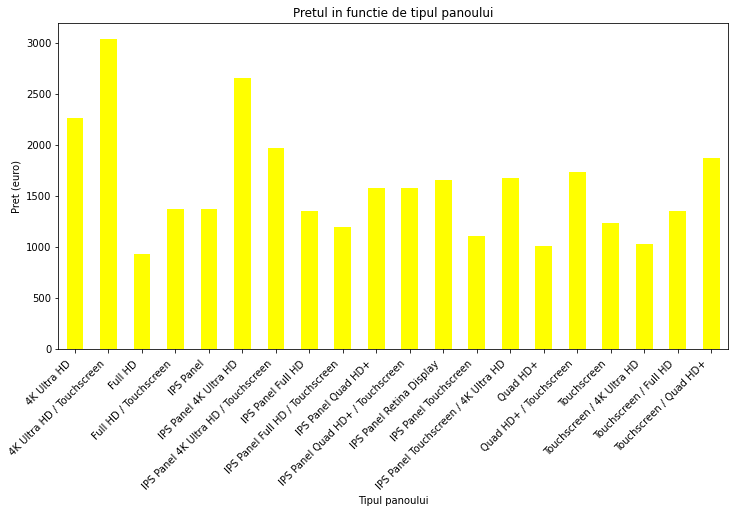 Pretul in functie de tipul panoului
Pret (euro)
3000
2500
2000
1500
1000
500
0
4K Ultra HD
4K Ultra HD / Touchscreen
Full HD
Full HD / Touchscreen
IPS Panel
IPS Panel 4K Ultra HD
IPS Panel 4K Ultra HD / Touchscreen
IPS Panel Full HD
IPS Panel Full HD / Touchscreen
IPS Panel Quad HD+
IPS Panel Quad HD+ / Touchscreen
IPS Panel Retina Display
IPS Panel Touchscreen
IPS Panel Touchscreen / 4K Ultra HD
Quad HD+
Quad HD+ / Touchscreen
Touchscreen
Touchscreen / 4K Ultra HD
Touchscreen / Full HD
Touchscreen / Quad HD+
Tipul panoului